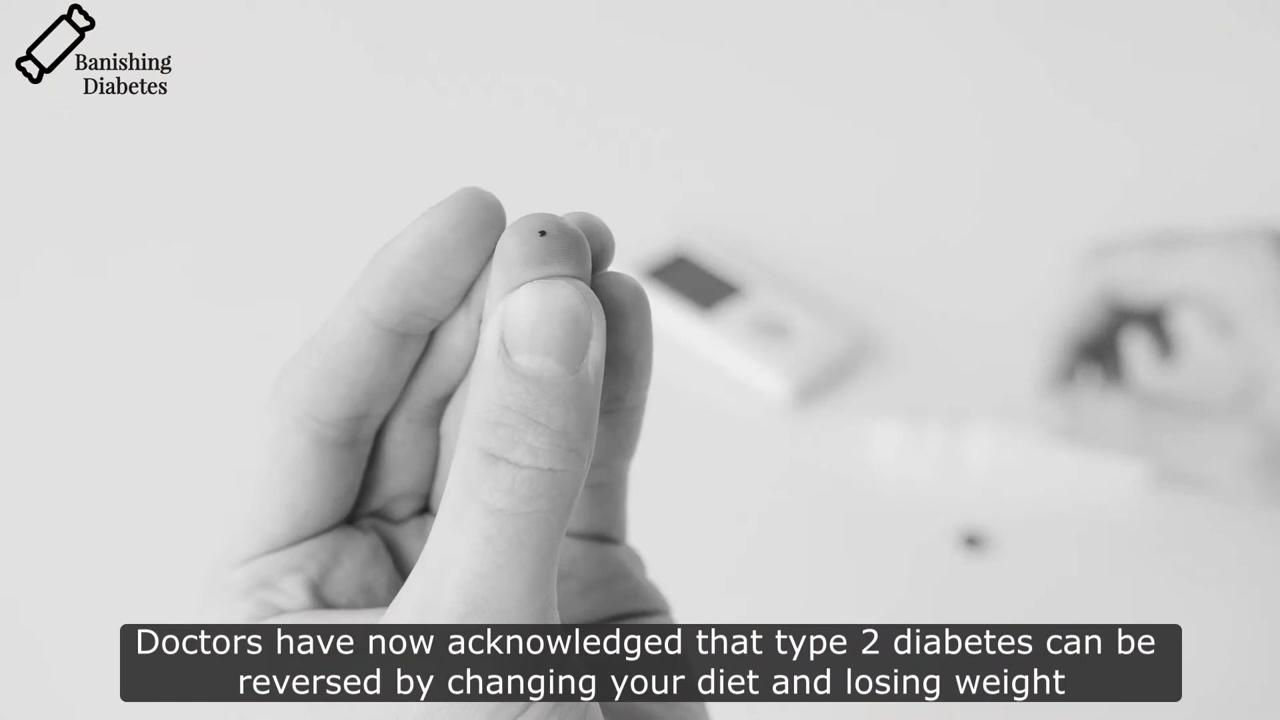 Banishing
Diabetes
Doctors have now acknowledged that type 2 diabetes can be
reversed by changing your diet and losing weight